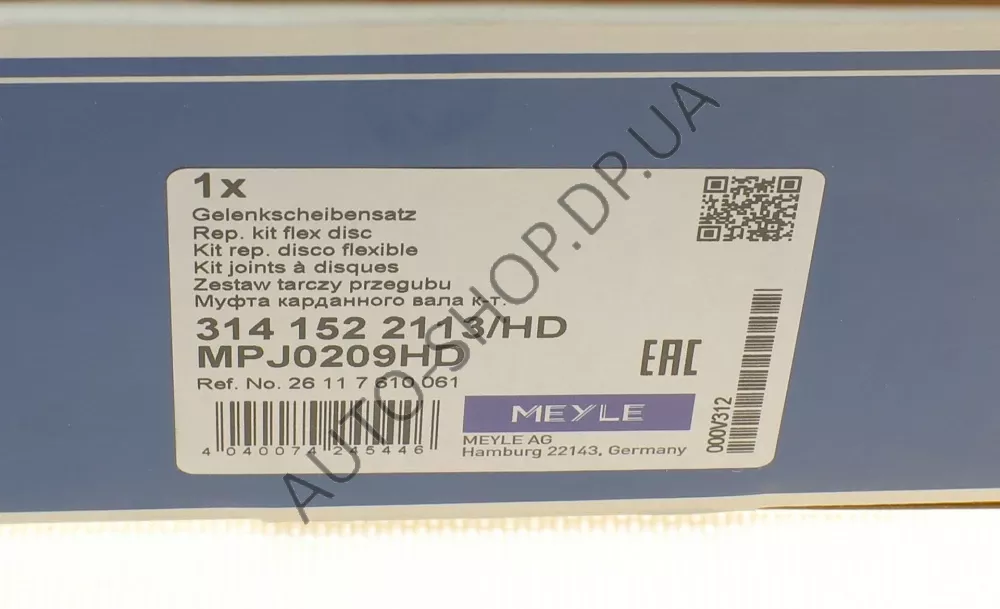 1x
Gelenkscheibensatz
Rep. kit flex disc
Kit rep. disco flexible
Kit joints à disques
Zestaw tarczy przegubu
Муфта карданного вала к-т.
314 152 2113/HD
MPJ0209HD
Ref. No. 26 11 7 610 061
4 040074 245446
MEYLE
MEYLE AG
Hamburg 22143, Germany
EAC
000V312
AUTO-SHOP.DP.UA